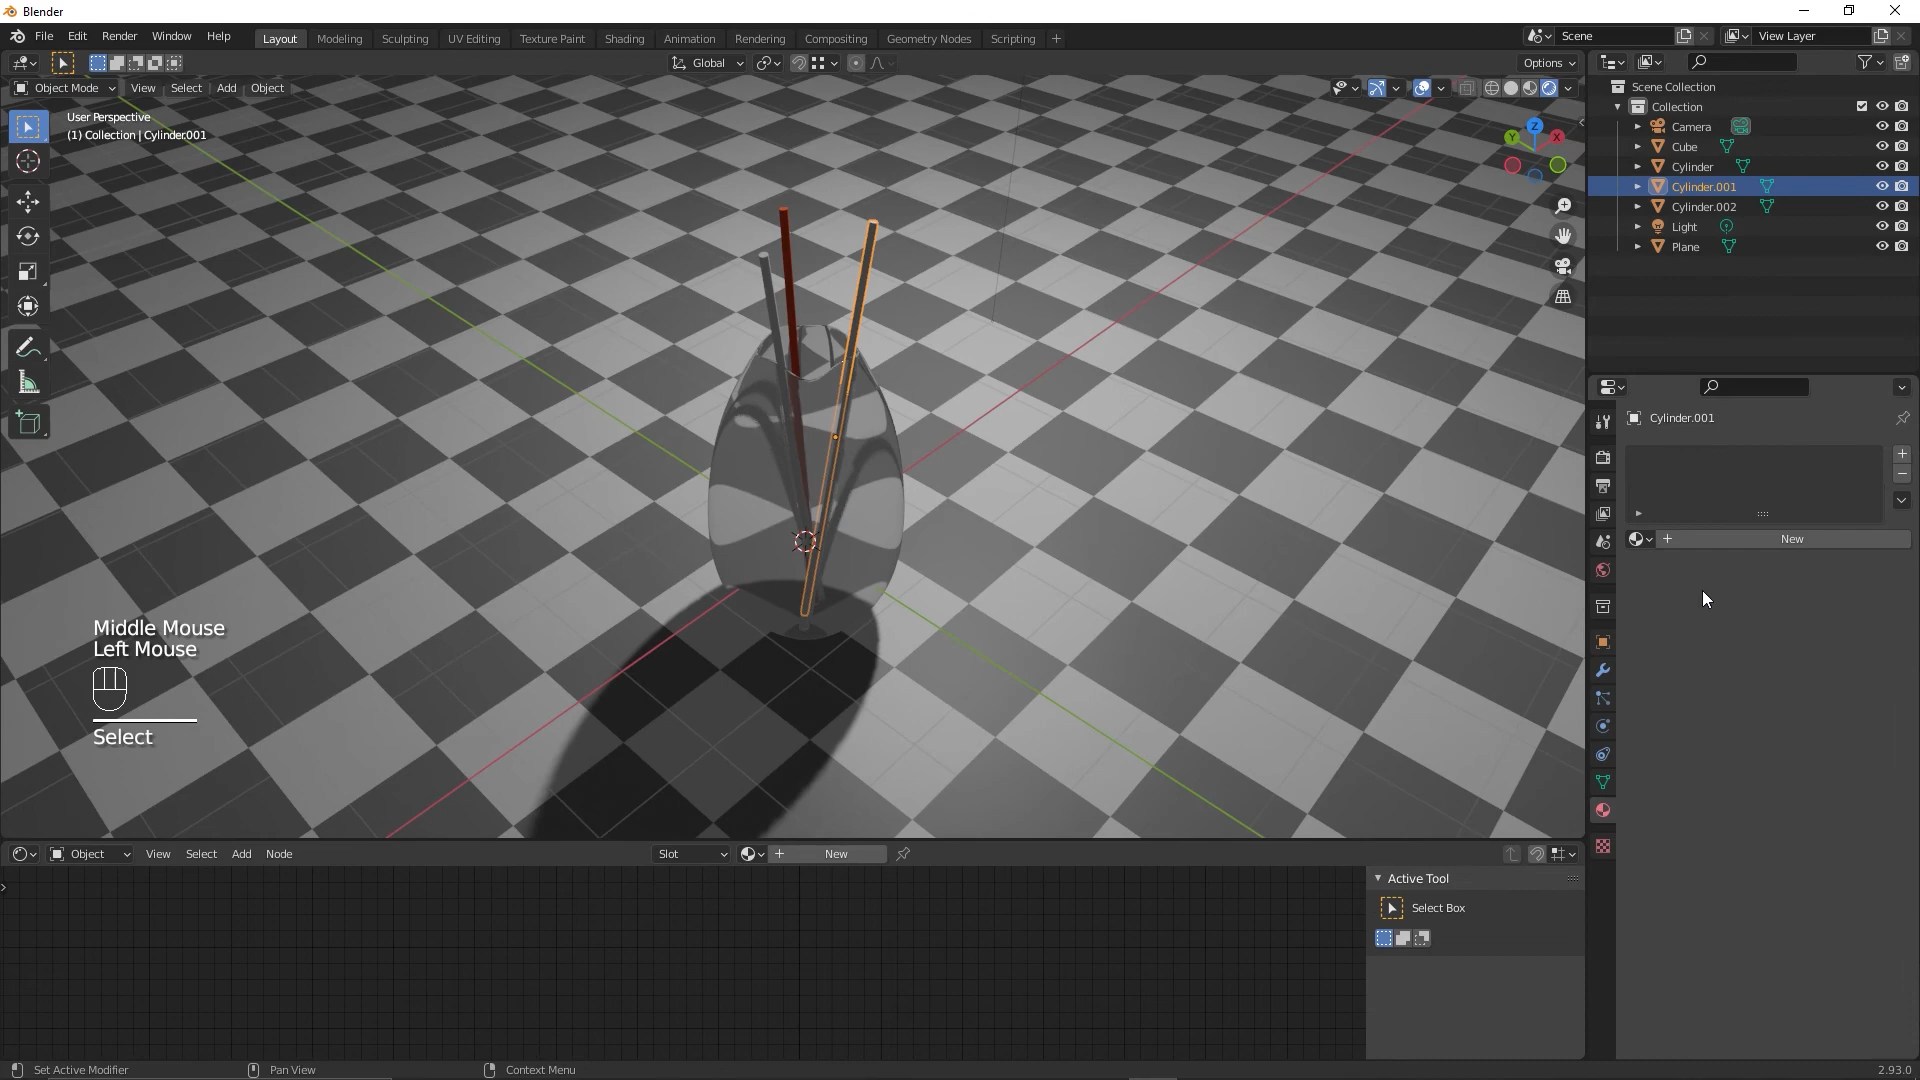 Blender
File Edit Render Window Help Layout Modeling Sculpting UV Editing Texture Paint Shading Animation Rendering Compositing Geometry Nodes Scripting + Scene View Layer
Global Options
Object Mode View Select Add Object
User Perspective
(1) Collection | Cylinder.001
Z
Y
X
Scene Collection
Collection
Camera
Cube
Cylinder
Cylinder.001
Cylinder.002
Light
Plane
Cylinder.001
New
Middle Mouse
Left Mouse
Select
Object View Select Add Node Slot New
Active Tool
Select Box
Set Active Modifier Pan View Context Menu 2.93.0